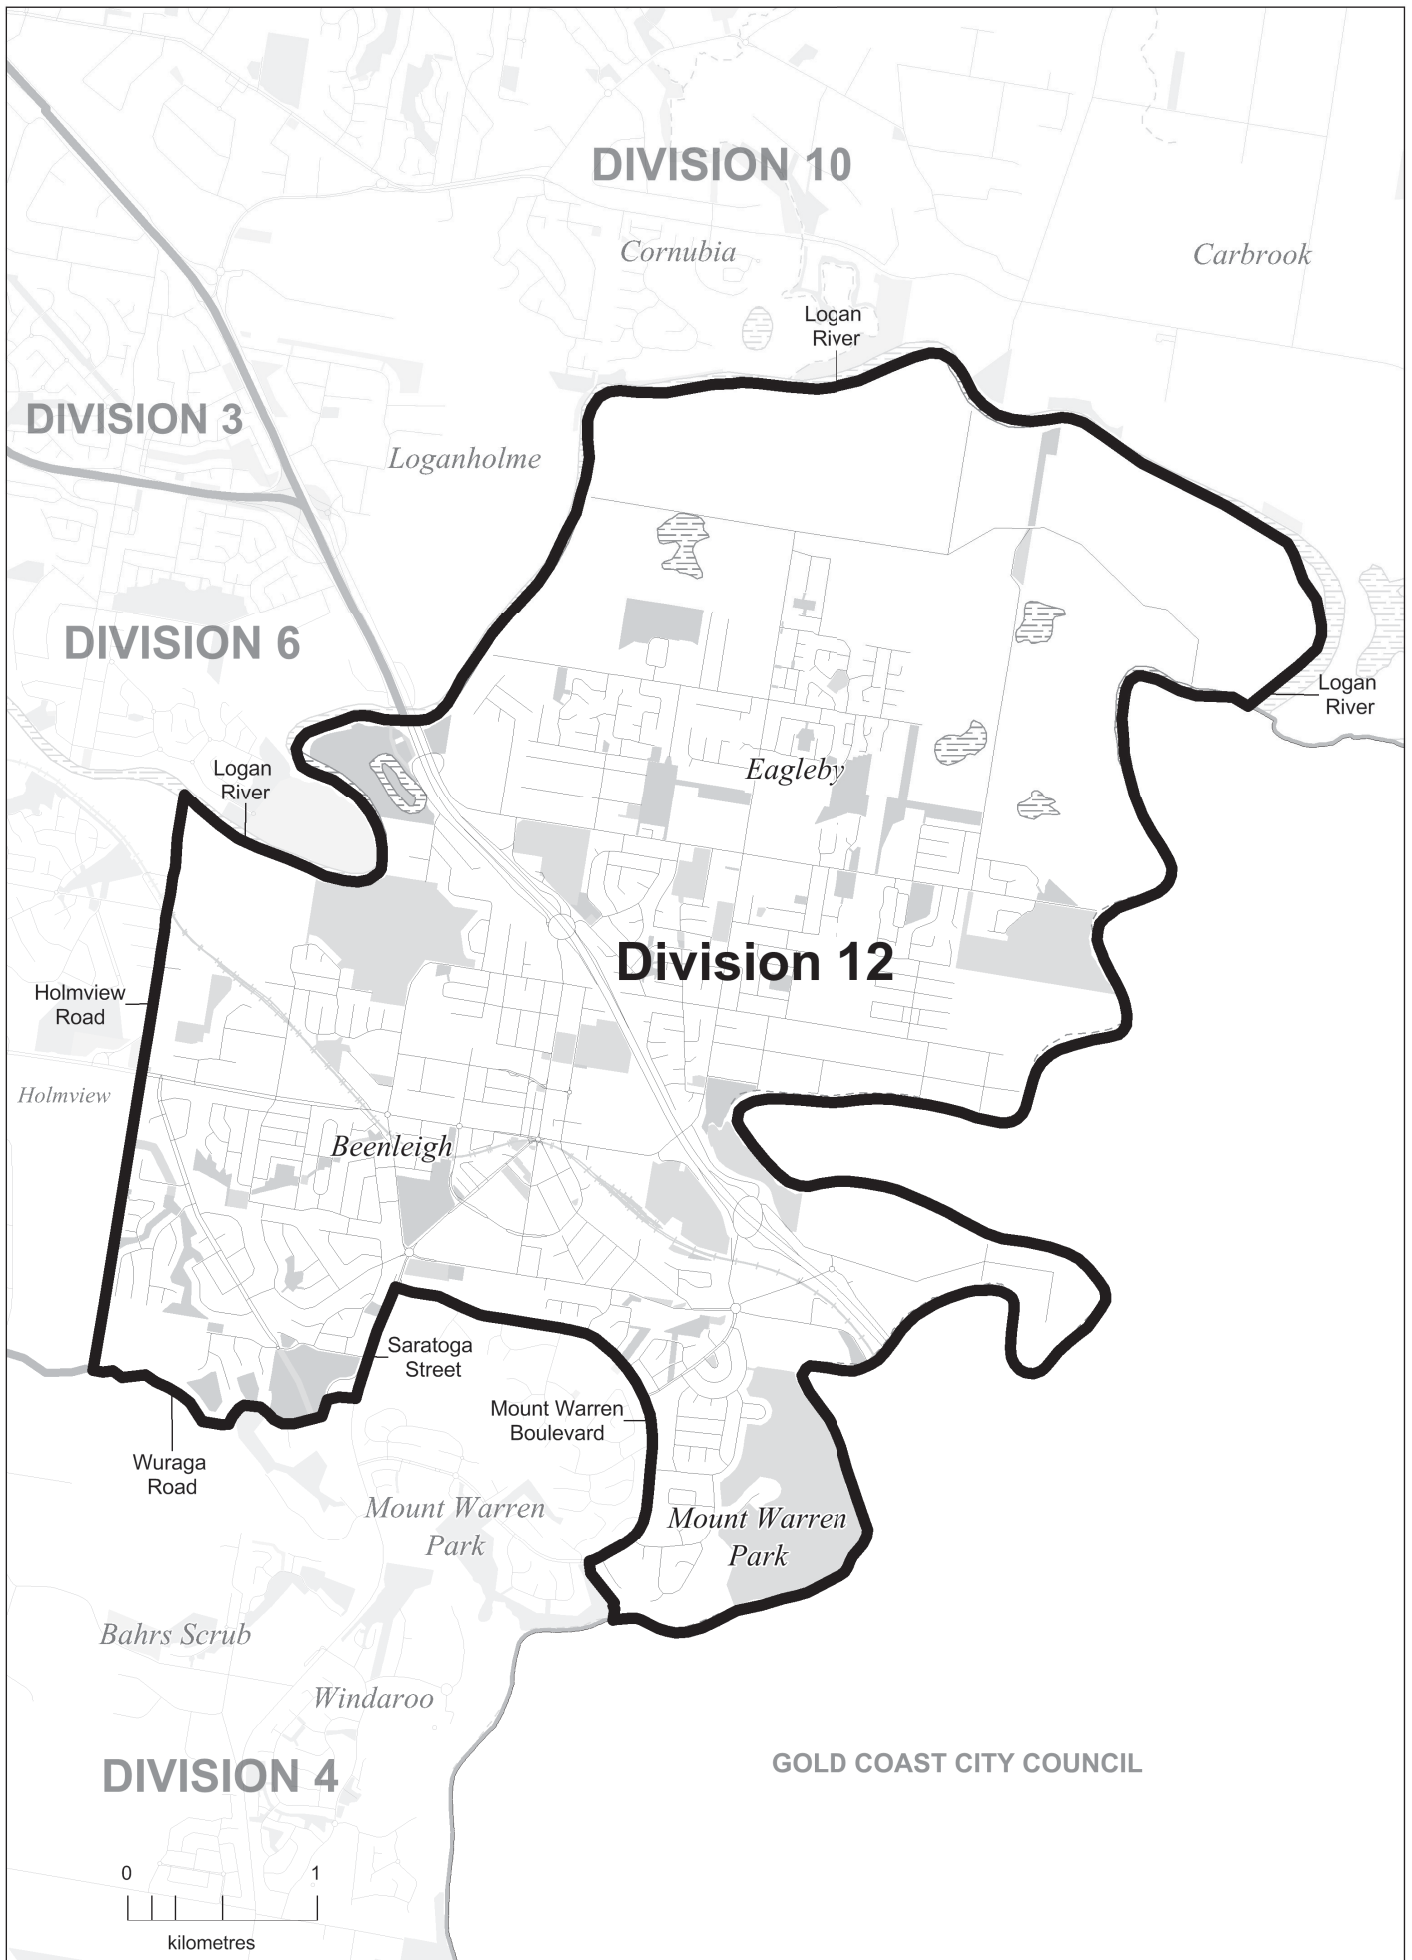 DIVISION 10
Cornubia
Carbrook
Logan
River
DIVISION 3
Loganholme
DIVISION 6
Logan
River
Logan
River
Eagleby
Division 12
Holmview
Road
Holmview
Beenleigh
Saratoga
Street
Mount Warren
Boulevard
Wuraga
Road
Mount Warren
Park
Mount Warren
Park
Bahrs Scrub
Windaroo
DIVISION 4
GOLD COAST CITY COUNCIL
0 1
kilometres